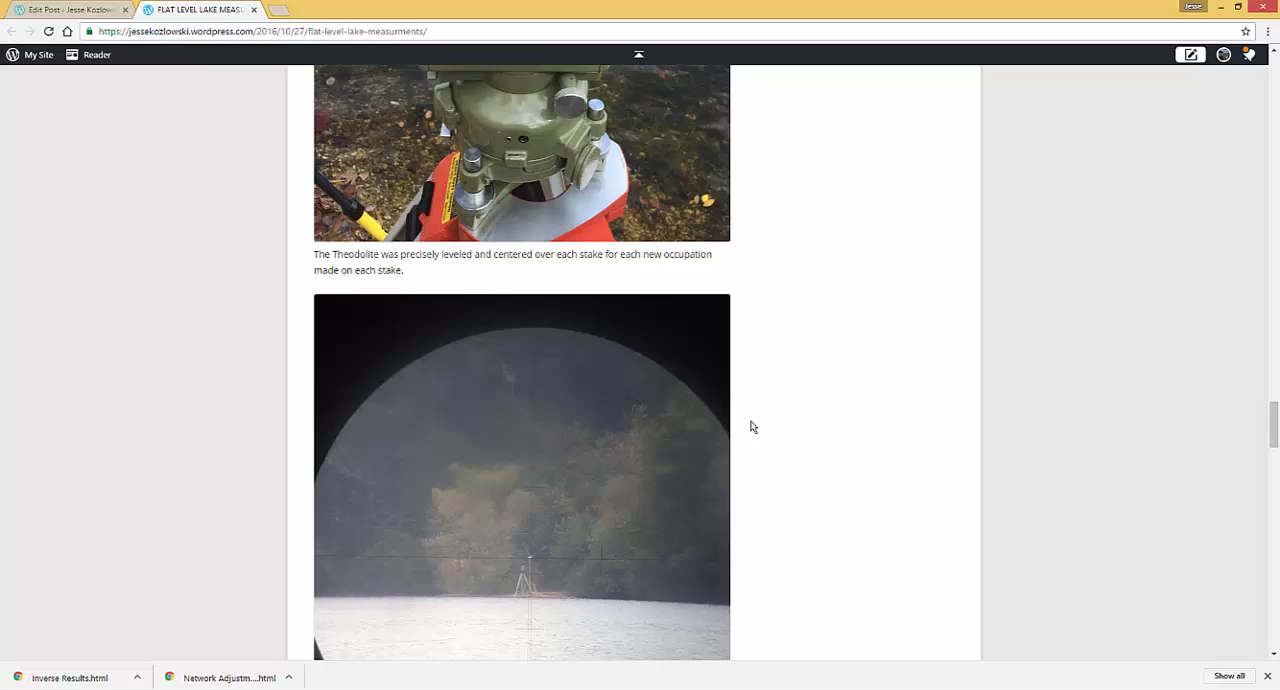 Edit Post ‹ Jesse Kozlows
FLAT LEVEL LAKE MEASU
Jesse
https://jessekozlowski.wordpress.com/2016/10/27/flat-level-lake-measurments/
My Site
Reader
The Theodolite was precisely leveled and centered over each stake for each new occupation
made on each stake.
Inverse Results.html
Network Adjustm....html
Show all